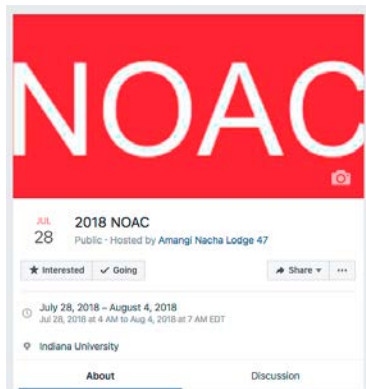 NOAC
JUL
28
2018 NOAC
Public · Hosted by Amangi Nacha Lodge 47
★ Interested ✓ Going Share ▾ ···
July 28, 2018 – August 4, 2018
Jul 28, 2018 at 4 AM to Aug 4, 2018 at 7 AM EDT
Indiana University
About Discussion